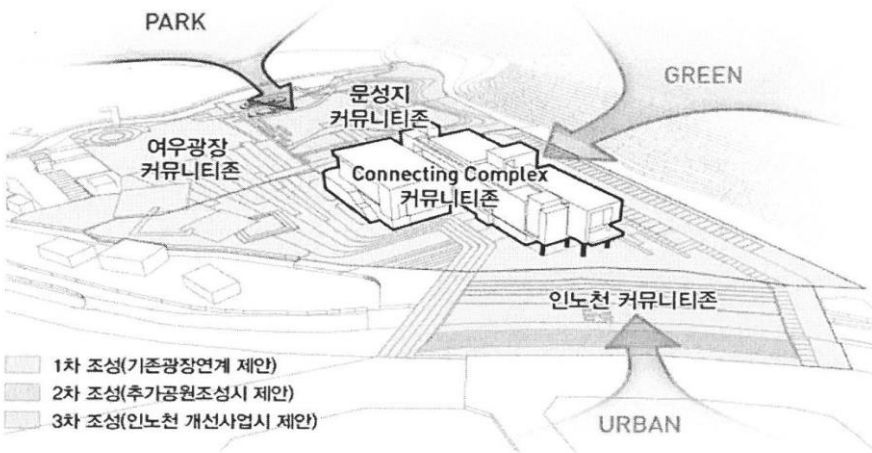 PARK
GREEN
문성지
커뮤니티존
여우광장
커뮤니티존
Connecting Complex
커뮤니티존
인노천 커뮤니티존
1차 조성(기존광장연계 제안)
2차 조성(추가공원조성시 제안)
3차 조성(인노천 개선사업시 제안)
URBAN